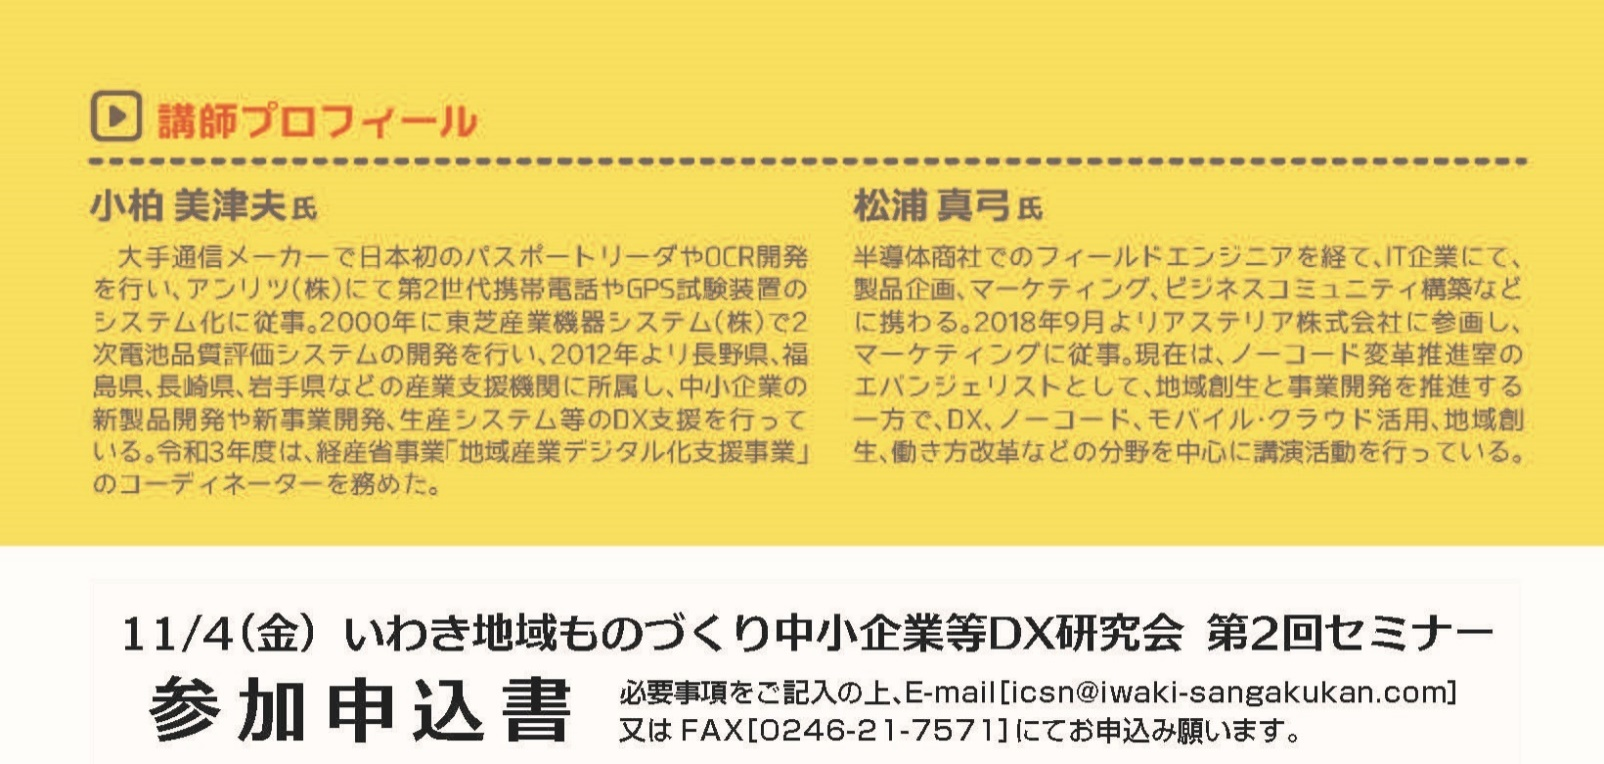 講師プロフィール
小柏 美津夫 氏
大手通信メーカーで日本初のパスポートリーダやOCR開発
を行い、アンリツ(株)にて第2世代携帯電話やGPS試験装置の
システム化に従事。2000年に東芝産業機器システム(株)で2
次電池品質評価システムの開発を行い、2012年より長野県、福
島県、長崎県、岩手県などの産業支援機関に所属し、中小企業の
新製品開発や新事業開発、生産システム等のDX支援を行って
いる。令和3年度は、経産省事業「地域産業デジタル化支援事業」
のコーディネーターを務めた。
松浦 真弓 氏
半導体商社でのフィールドエンジニアを経て、IT企業にて、
製品企画、マーケティング、ビジネスコミュニティ構築など
に携わる。2018年9月よりアステリア株式会社に参画し、
マーケティングに従事。現在は、ノーコード変革推進室の
エバンジェリストとして、地域創生と事業開発を推進する
一方で、DX、ノーコード、モバイル・クラウド活用、地域創
生、働き方改革などの分野を中心に講演活動を行っている。
11/4(金) いわき地域ものづくり中小企業等DX研究会 第2回セミナー
参加申込書
必要事項をご記入の上、E-mail[icsn@iwaki-sangakukan.com]
又は FAX[0246-21-7571]にてお申込み願います。